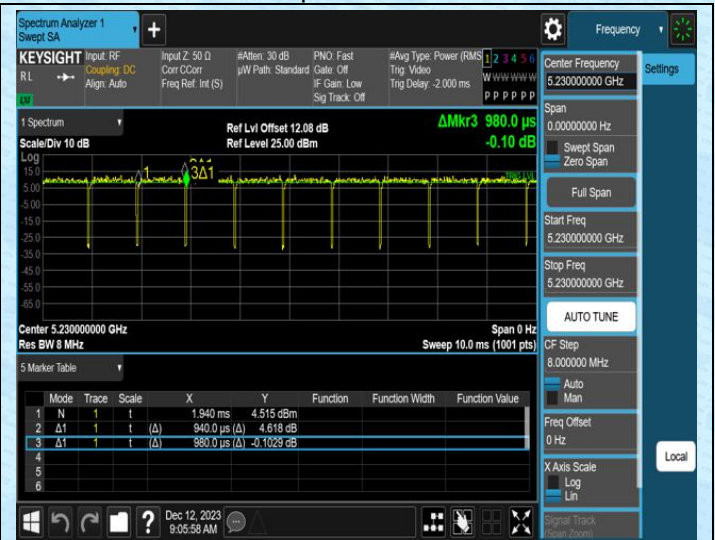 Spectrum Analyzer 1
Swept SA
Frequency
KEYSIGHT
RL
LW
Input: RF
Coupling: DC
Align: Auto
Input Z: 50 Ω
Corr CCorr
Freq Ref: Int (S)
#Atten: 30 dB
µW Path: Standard
PNO: Fast
Gate: Off
IF Gain: Low
Sig Track: Off
#Avg Type: Power (RMS
Trig: Video
Trig Delay: -2.000 ms
1 2 3 4 5 6
W W W W W W
P P P P P P
Center Frequency
5.230000000 GHz
Settings
1 Spectrum
Scale/Div 10 dB
Ref Lvl Offset 12.08 dB
Ref Level 25.00 dBm
ΔMkr3 980.0 µs
-0.10 dB
Log
15.0
5.00
-5.00
-15.0
-25.0
-35.0
-45.0
-55.0
-65.0
1
3Δ1
TRIG LVL
Center 5.230000000 GHz
Res BW 8 MHz
Span 0 Hz
Sweep 10.0 ms (1001 pts)
Span
0.00000000 Hz
Swept Span
Zero Span
Full Span
Start Freq
5.230000000 GHz
Stop Freq
5.230000000 GHz
AUTO TUNE
CF Step
8.000000 MHz
Auto
Man
Freq Offset
0 Hz
X Axis Scale
Log
Lin
Signal Track
(Span Zoom)
Local
5 Marker Table
Mode Trace Scale X Y Function Function Width Function Value
1 N 1 t 1.940 ms 4.515 dBm
2 Δ1 1 t (Δ) 940.0 µs (Δ) 4.618 dB
3 Δ1 1 t (Δ) 980.0 µs (Δ) -0.1029 dB
4
5
6
?
Dec 12, 2023
9:05:58 AM